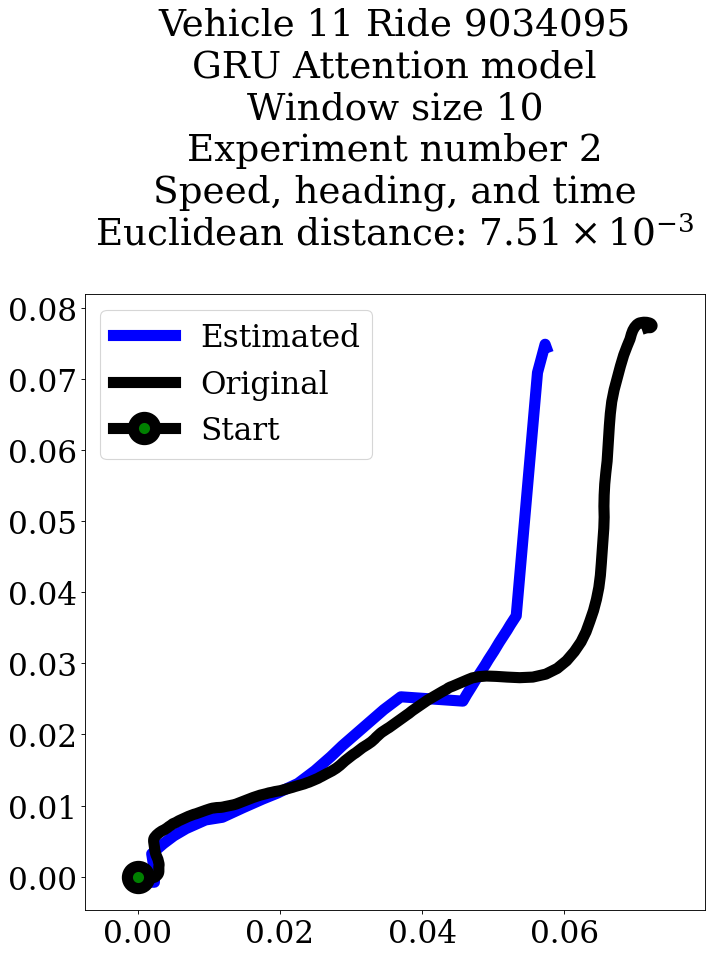 Vehicle 11 Ride 9034095
GRU Attention model
Window size 10
Experiment number 2
Speed, heading, and time
Euclidean distance: 7.51 × 10⁻³
Estimated
Original
Start
0.08
0.07
0.06
0.05
0.04
0.03
0.02
0.01
0.00
0.00 0.02 0.04 0.06